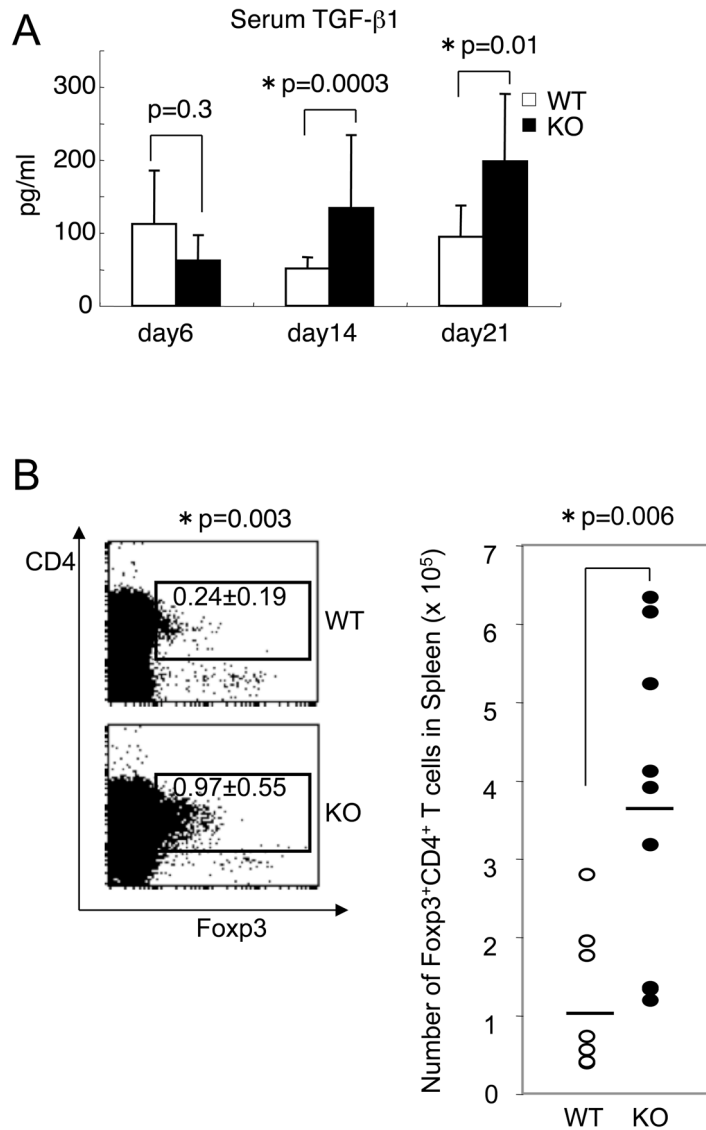 A
Serum TGF-β1
pg/ml
300
200
100
0
p=0.3
* p=0.0003
* p=0.01
WT
KO
day6
day14
day21
B
* p=0.003
CD4
0.24±0.19
WT
0.97±0.55
KO
Foxp3
* p=0.006
Number of Foxp3⁺CD4⁺ T cells in Spleen (x 10⁵)
7
6
5
4
3
2
1
0
WT
KO